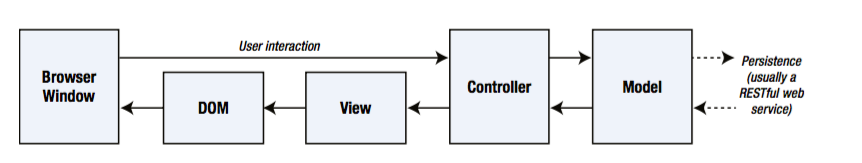 User interaction
Browser
Window
DOM
View
Controller
Model
Persistence
(usually a
RESTful web
service)